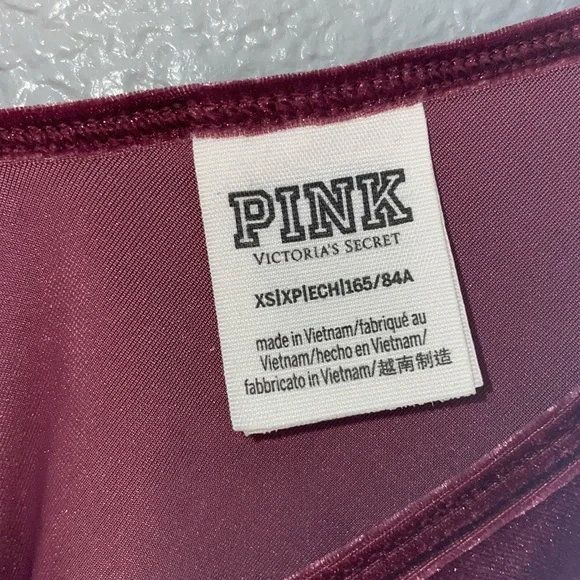 PINK
VICTORIA'S SECRET
XS|XP|ECH|165/84A
made in Vietnam/fabriqué au
Vietnam/hecho en Vietnam/
fabbricato in Vietnam/越南制造